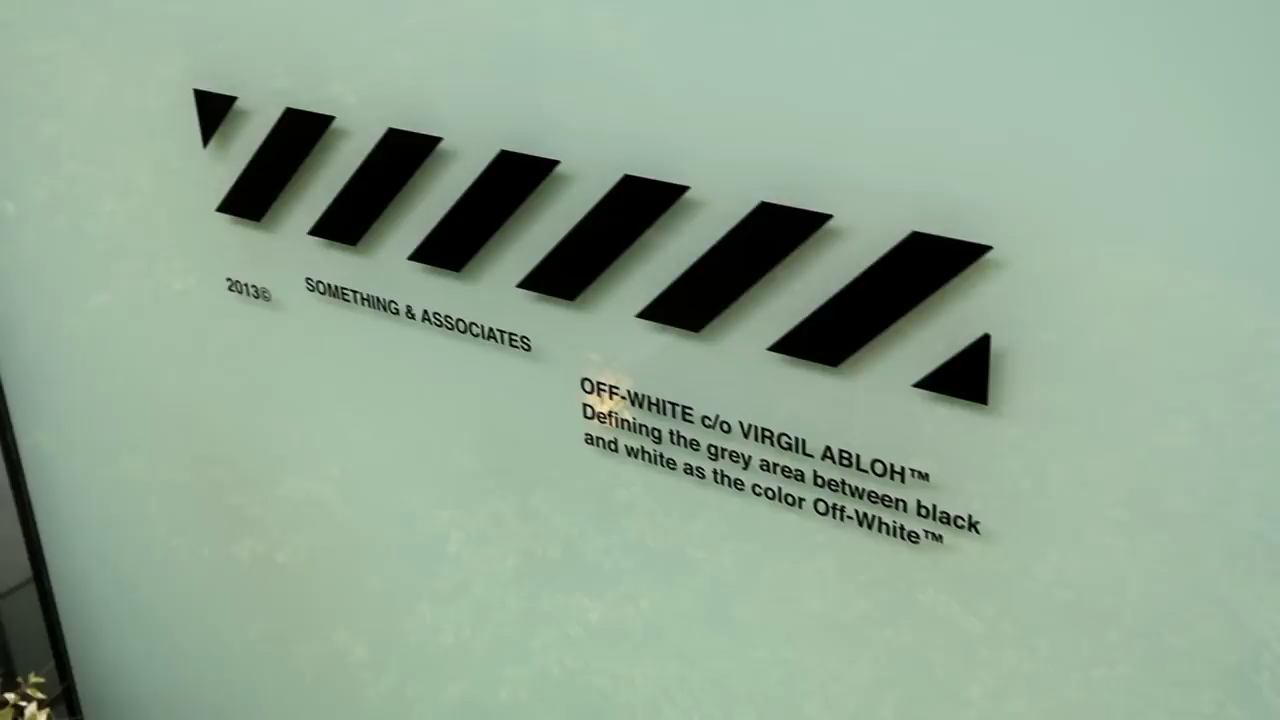 2013©
SOMETHING & ASSOCIATES
OFF-WHITE c/o VIRGIL ABLOH™
Defining the grey area between black
and white as the color Off-White™